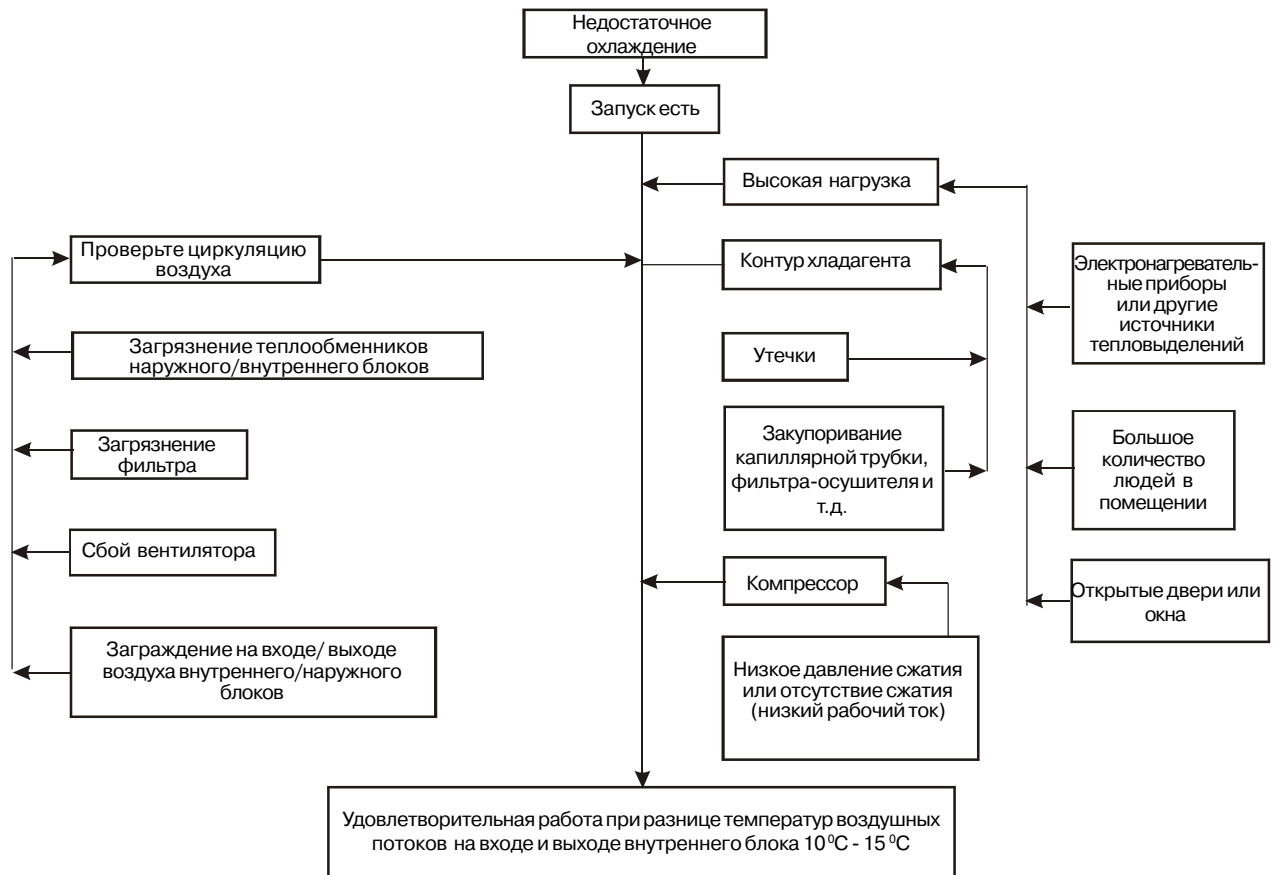 Недостаточное
охлаждение
Запуск есть
Высокая нагрузка
Проверьте циркуляцию
воздуха
Контур хладагента
Электронагреватель-
ные приборы
или другие
источники
тепловыделений
Загрязнение теплообменников
наружного/внутреннего блоков
Утечки
Загрязнение
фильтра
Закупоривание
капиллярной трубки,
фильтра-осушителя и
т.д.
Большое
количество
людей в
помещении
Сбой вентилятора
Компрессор
Открытые двери или
окна
Заграждение на входе/ выходе
воздуха внутреннего/наружного
блоков
Низкое давление сжатия
или отсутствие сжатия
(низкий рабочий ток)
Удовлетворительная работа при разнице температур воздушных
потоков на входе и выходе внутреннего блока 10⁰С - 15⁰С